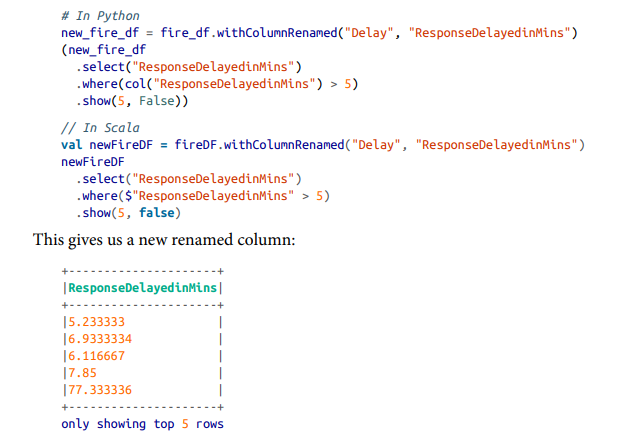 # In Python
new_fire_df = fire_df.withColumnRenamed("Delay", "ResponseDelayedinMins")
(new_fire_df
  .select("ResponseDelayedinMins")
  .where(col("ResponseDelayedinMins") > 5)
  .show(5, False))
// In Scala
val newFireDF = fireDF.withColumnRenamed("Delay", "ResponseDelayedinMins")
newFireDF
  .select("ResponseDelayedinMins")
  .where($"ResponseDelayedinMins" > 5)
  .show(5, false)
This gives us a new renamed column:
+---------------------+
|ResponseDelayedinMins|
+---------------------+
|5.233333             |
|6.9333334            |
|6.116667             |
|7.85                 |
|77.333336            |
+---------------------+
only showing top 5 rows